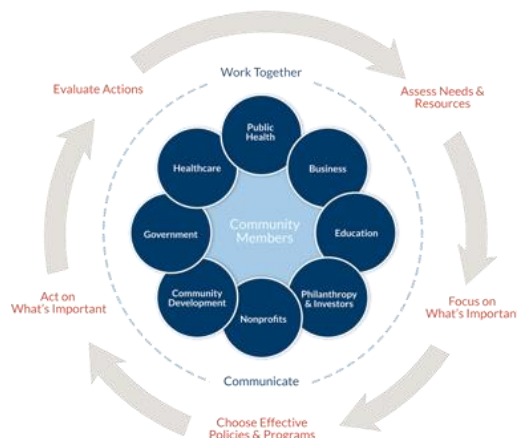 Work Together
Evaluate Actions
Assess Needs &
Resources
Public
Health
Healthcare
Business
Community
Members
Government
Education
Community
Development
Philanthropy
& Investors
Nonprofits
Act on
What's Important
Focus on
What's Importan
Communicate
Choose Effective
Policies & Programs